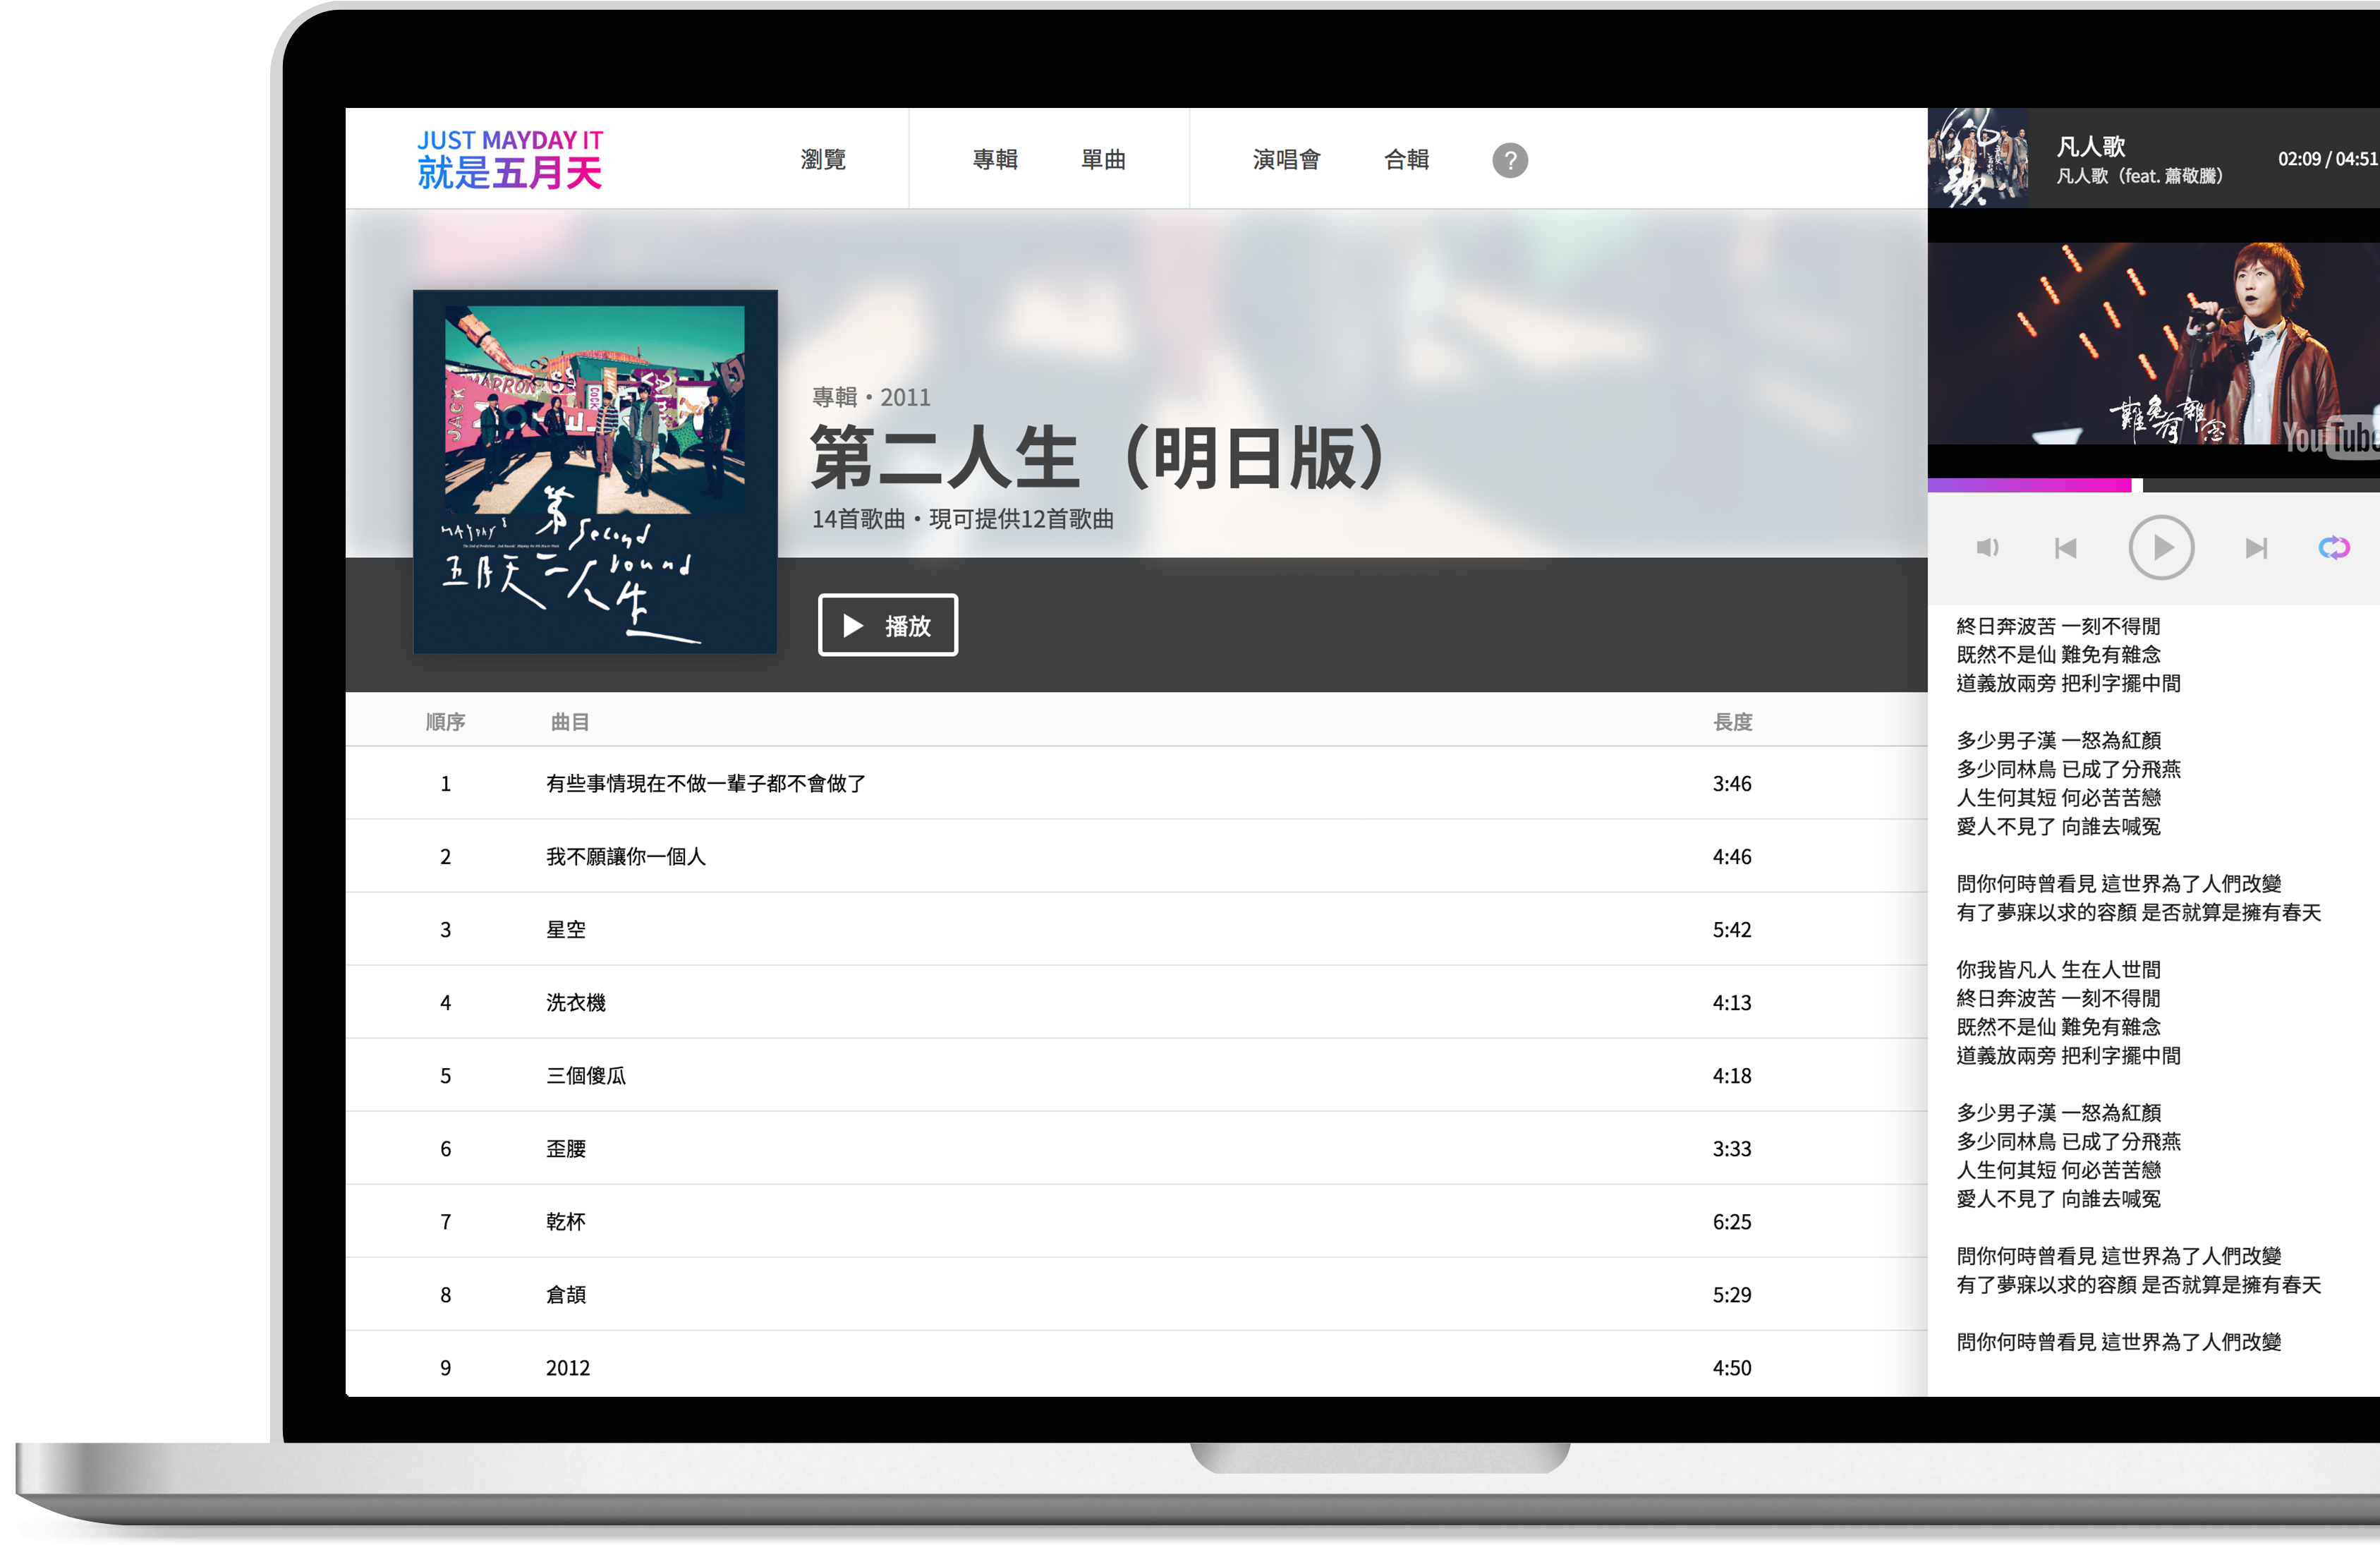 JUST MAYDAY IT
就是五月天
瀏覽
專輯
單曲
演唱會
合輯
?
凡人歌
凡人歌（feat. 蕭敬騰）
02:09 / 04:51
難免有雜念
YouTube
JACK
MAYDAY
第二人生
Second Round
五月天
專輯・2011
第二人生（明日版）
14首歌曲・現可提供12首歌曲
播放
順序 曲目 長度
1 有些事情現在不做一輩子都不會做了 3:46
2 我不願讓你一個人 4:46
3 星空 5:42
4 洗衣機 4:13
5 三個傻瓜 4:18
6 歪腰 3:33
7 乾杯 6:25
8 倉頡 5:29
9 2012 4:50
終日奔波苦 一刻不得閒
既然不是仙 難免有雜念
道義放兩旁 把利字擺中間
多少男子漢 一怒為紅顏
多少同林鳥 已成了分飛燕
人生何其短 何必苦苦戀
愛人不見了 向誰去喊冤
問你何時曾看見 這世界為了人們改變
有了夢寐以求的容顏 是否就算是擁有春天
你我皆凡人 生在人世間
終日奔波苦 一刻不得閒
既然不是仙 難免有雜念
道義放兩旁 把利字擺中間
多少男子漢 一怒為紅顏
多少同林鳥 已成了分飛燕
人生何其短 何必苦苦戀
愛人不見了 向誰去喊冤
問你何時曾看見 這世界為了人們改變
有了夢寐以求的容顏 是否就算是擁有春天
問你何時曾看見 這世界為了人們改變